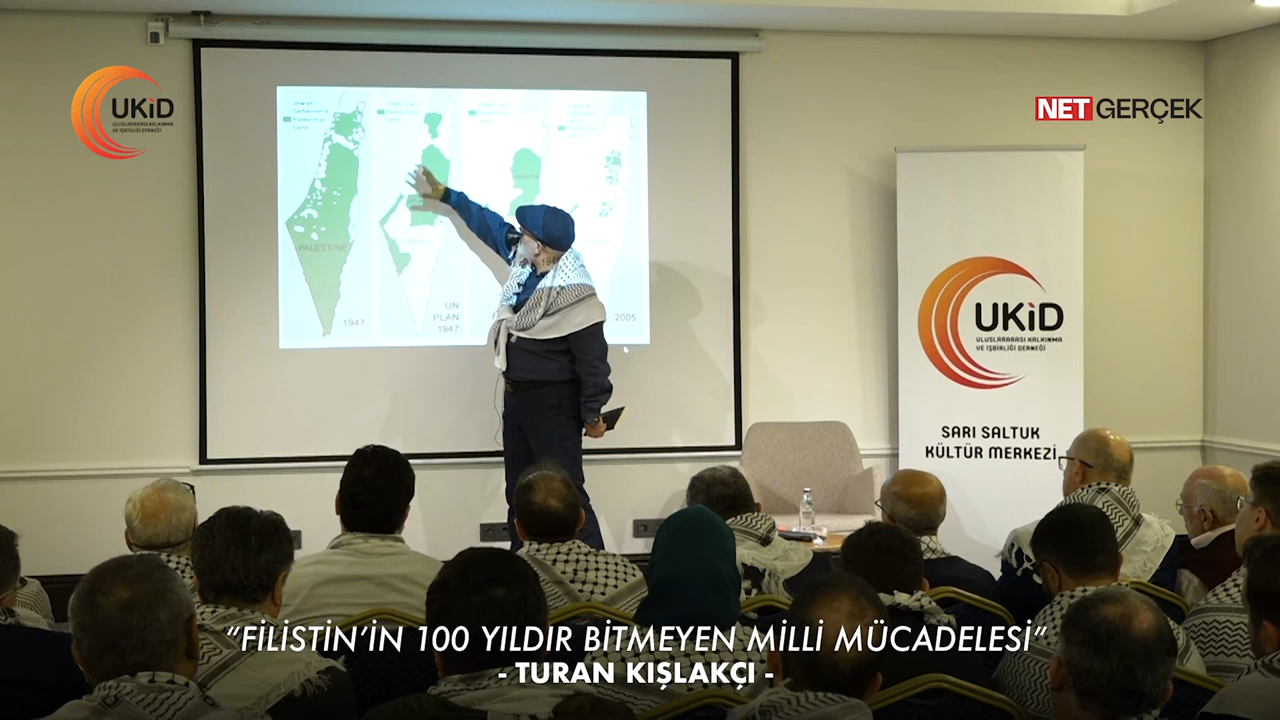 UKİD
ULUSLARARASI KALKINMA
VE İŞBİRLİĞİ DERNEĞİ
NET GERÇEK
PALESTINE
1947
UN
PLAN
1947
2005
UKİD
ULUSLARARASI KALKINMA
VE İŞBİRLİĞİ DERNEĞİ
SARI SALTUK
KÜLTÜR MERKEZİ
“FİLİSTİN’İN 100 YILDIR BİTMEYEN MİLLİ MÜCADELESİ”
- TURAN KIŞLAKÇI -